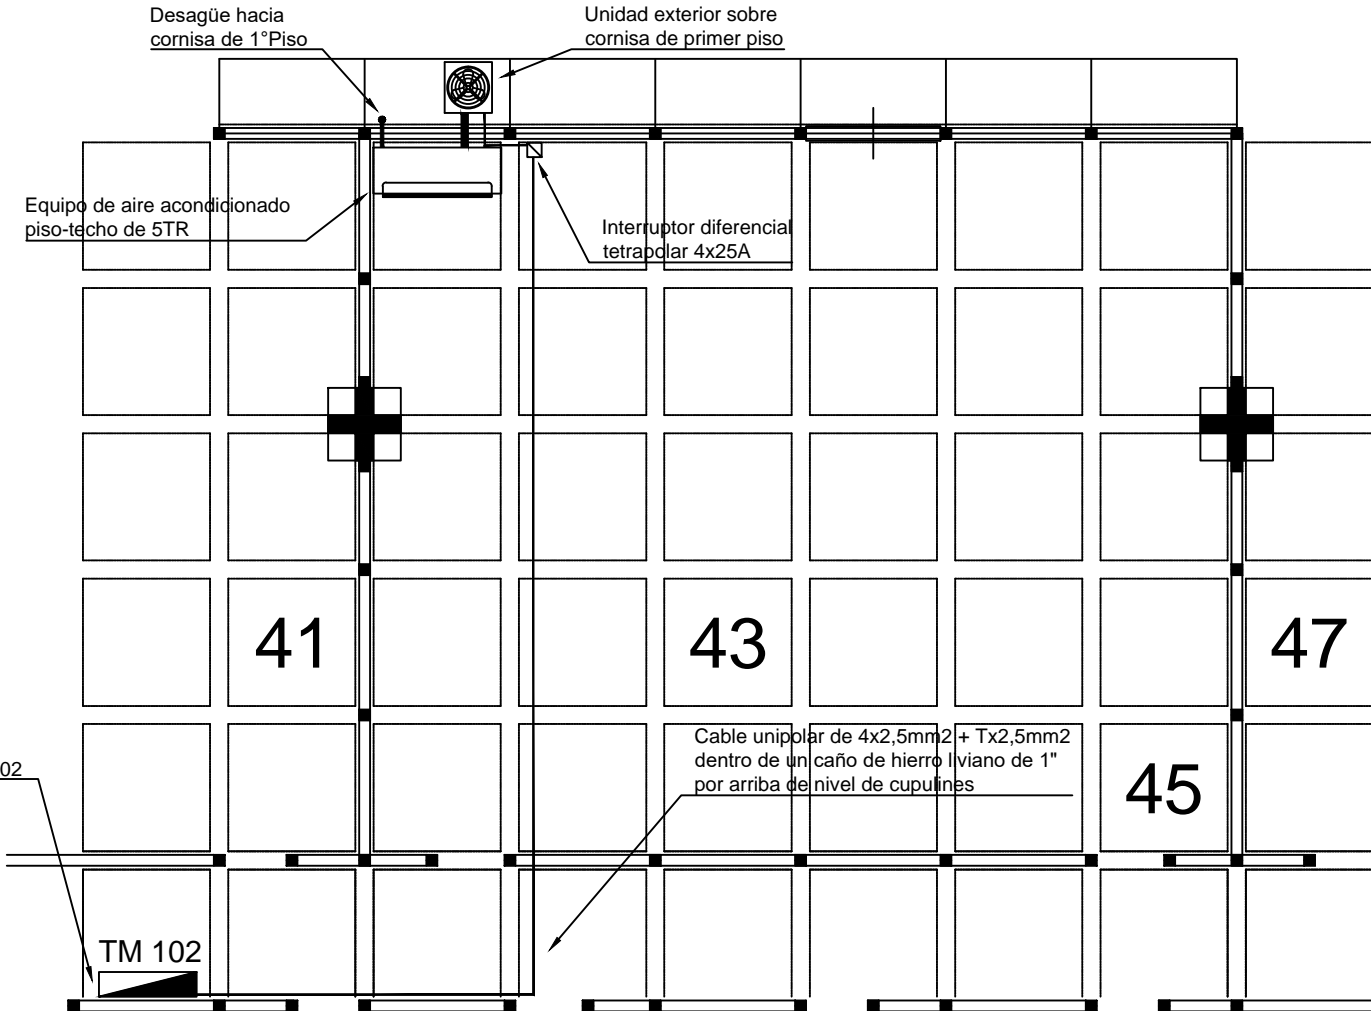 Desagüe hacia
cornisa de 1°Piso
Unidad exterior sobre
cornisa de primer piso
Equipo de aire acondicionado
piso-techo de 5TR
Interruptor diferencial
tetrapolar 4x25A
41
43
47
Cable unipolar de 4x2,5mm2 + Tx2,5mm2
dentro de un caño de hierro liviano de 1"
por arriba de nivel de cupulines
02
45
TM 102